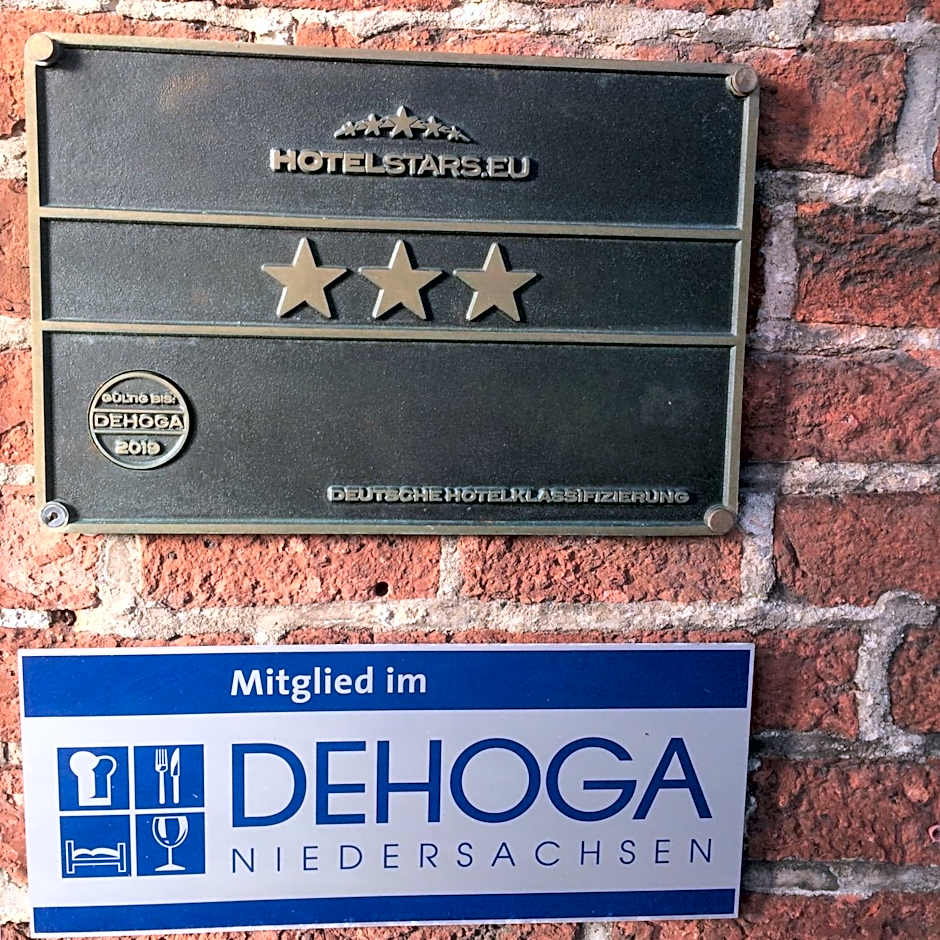 HOTELSTARS.EU
GÜLTIG BIS:
DEHOGA
2019
DEUTSCHE HOTELKLASSIFIZIERUNG
Mitglied im
DEHOGA
NIEDERSACHSEN